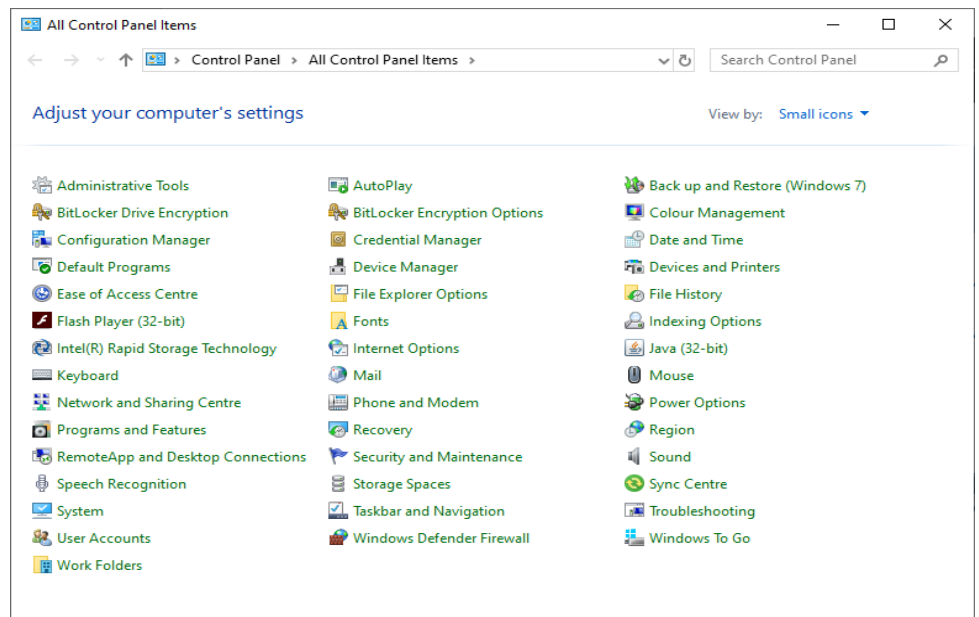 All Control Panel Items
Control Panel > All Control Panel Items > Search Control Panel
Adjust your computer's settings View by: Small icons
Administrative Tools AutoPlay Back up and Restore (Windows 7)
BitLocker Drive Encryption BitLocker Encryption Options Colour Management
Configuration Manager Credential Manager Date and Time
Default Programs Device Manager Devices and Printers
Ease of Access Centre File Explorer Options File History
Flash Player (32-bit) Fonts Indexing Options
Intel(R) Rapid Storage Technology Internet Options Java (32-bit)
Keyboard Mail Mouse
Network and Sharing Centre Phone and Modem Power Options
Programs and Features Recovery Region
RemoteApp and Desktop Connections Security and Maintenance Sound
Speech Recognition Storage Spaces Sync Centre
System Taskbar and Navigation Troubleshooting
User Accounts Windows Defender Firewall Windows To Go
Work Folders